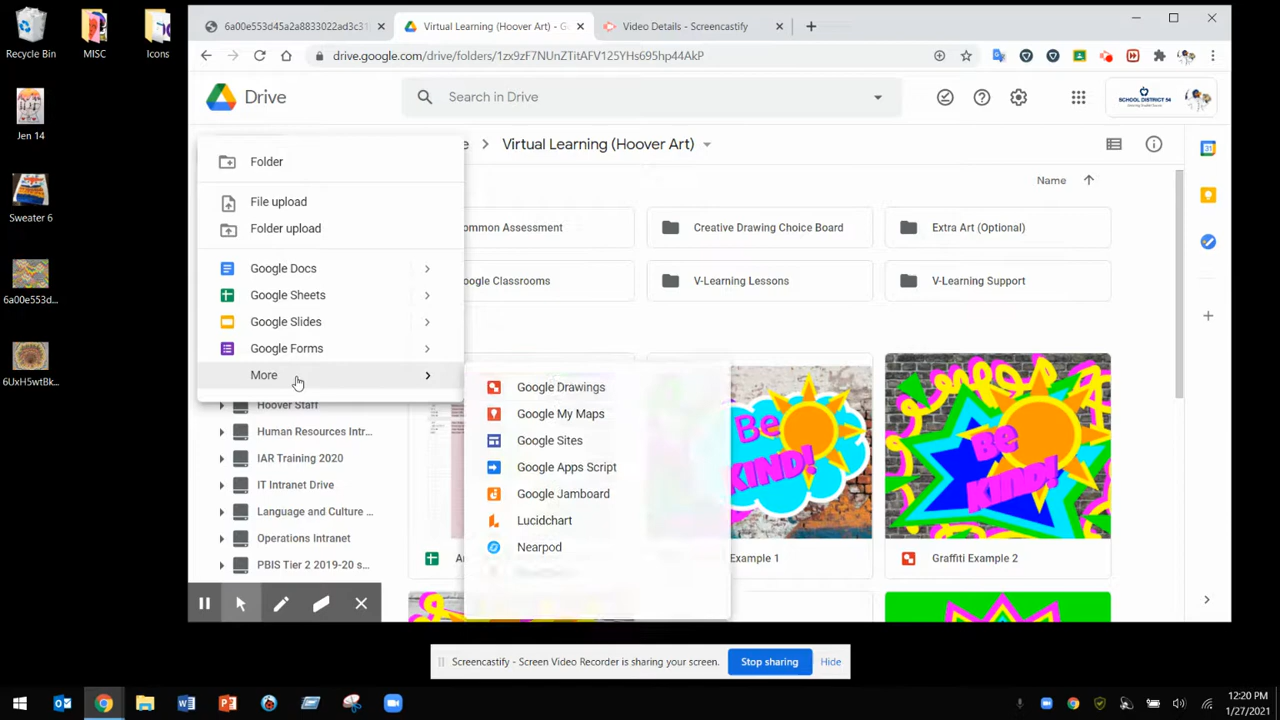 Recycle Bin
MISC
Icons
Jen 14
Sweater 6
6a00e553d...
6UxH5wtBk...
6a00e553d45a2a8833022ad3c31
Virtual Learning (Hoover Art) - G
Video Details - Screencastify
drive.google.com/drive/folders/1zx9zF7NUnZTitAFV125YHs695hp44AkP
Drive
Search in Drive
SCHOOL DISTRICT 54
Virtual Learning (Hoover Art)
Name
Folder
File upload
Folder upload
Google Docs
Google Sheets
Google Slides
Google Forms
More
Google Drawings
Google My Maps
Google Sites
Google Apps Script
Google Jamboard
Lucidchart
Nearpod
ommon Assessment
Creative Drawing Choice Board
Extra Art (Optional)
oogle Classrooms
V-Learning Lessons
V-Learning Support
Hoover Staff
Human Resources Intr...
IAR Training 2020
IT Intranet Drive
Language and Culture ...
Operations Intranet
PBIS Tier 2 2019-20 s...
Be
KIND!
Be
KIND!
Example 1
Graffiti Example 2
31
Screencastify - Screen Video Recorder is sharing your screen.
Stop sharing
Hide
12:20 PM
1/27/2021